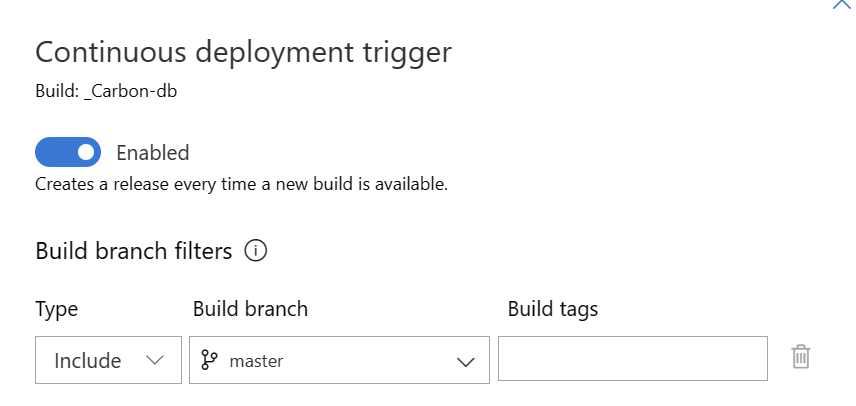 Continuous deployment trigger
Build: _Carbon-db
Enabled
Creates a release every time a new build is available.
Build branch filters
Type Build branch Build tags
Include master